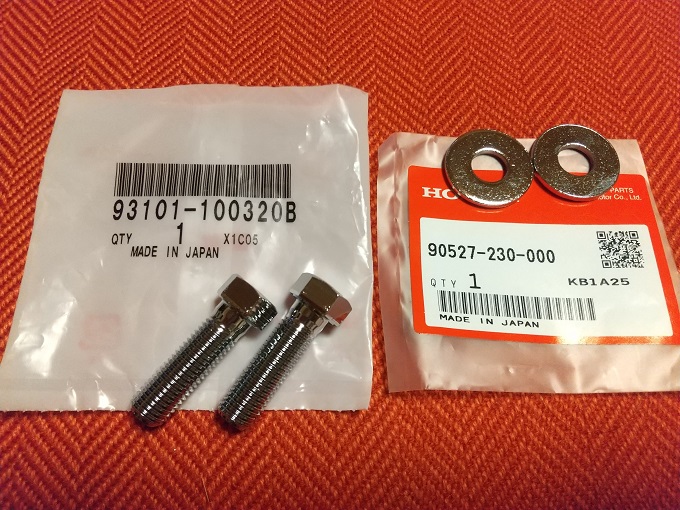 93101-100320B
QTY 1 X1C05
MADE IN JAPAN
HO
PARTS
tor Co., Ltd.
90527-230-000
QTY 1 KB1A25
MADE IN JAPAN